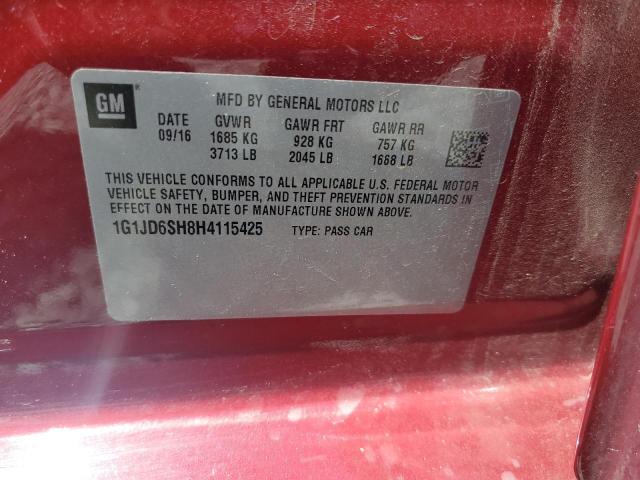 GM
MFD BY GENERAL MOTORS LLC
DATE GVWR GAWR FRT GAWR RR
09/16 1685 KG 928 KG 757 KG
3713 LB 2045 LB 1668 LB
THIS VEHICLE CONFORMS TO ALL APPLICABLE U.S. FEDERAL MOTOR
VEHICLE SAFETY, BUMPER, AND THEFT PREVENTION STANDARDS IN
EFFECT ON THE DATE OF MANUFACTURE SHOWN ABOVE.
1G1JD6SH8H4115425 TYPE: PASS CAR